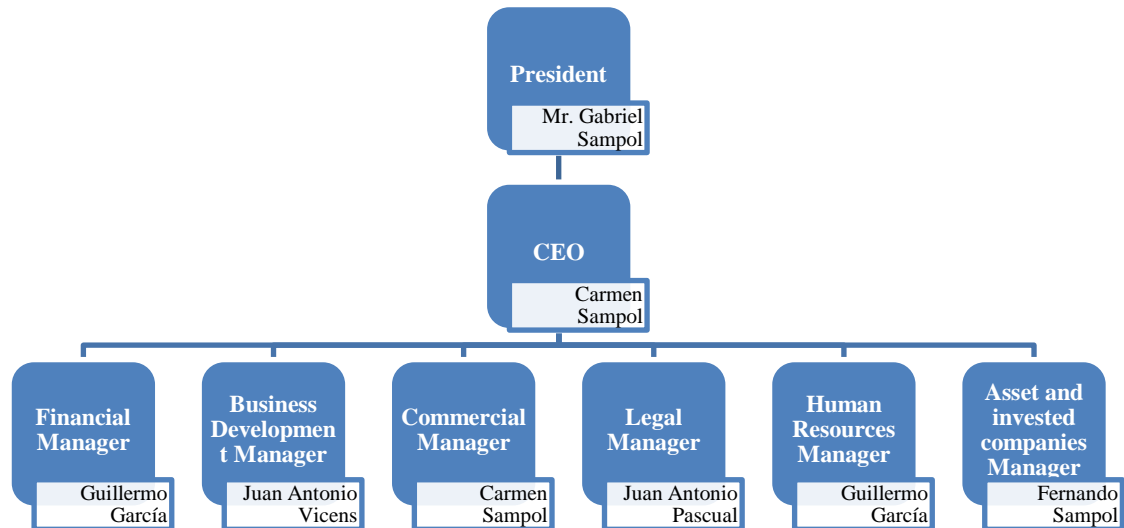 President
Mr. Gabriel
Sampol
CEO
Carmen
Sampol
Financial
Manager
Guillermo
García
Business
Developmen
t Manager
Juan Antonio
Vicens
Commercial
Manager
Carmen
Sampol
Legal
Manager
Juan Antonio
Pascual
Human
Resources
Manager
Guillermo
García
Asset and
invested
companies
Manager
Fernando
Sampol